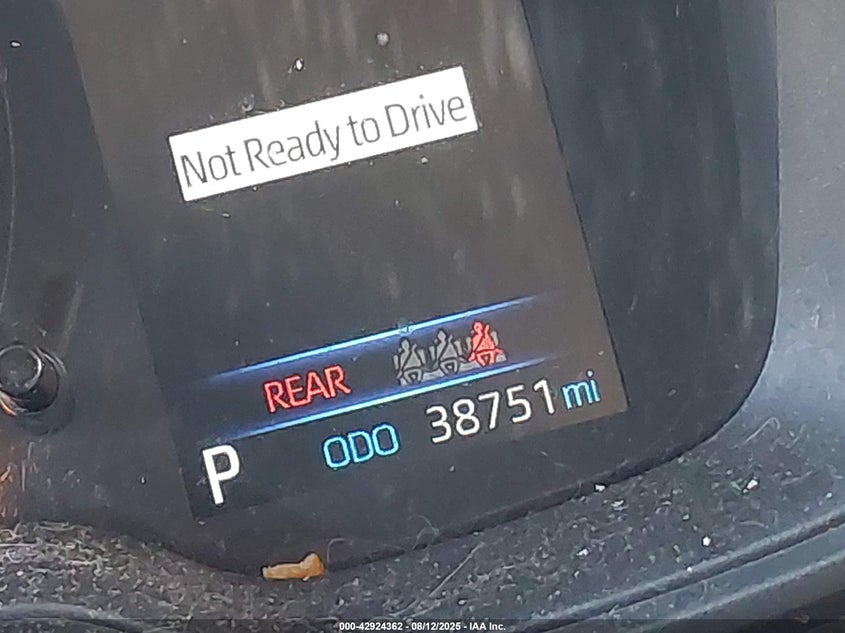 Not Ready to Drive
REAR
P ODO 38751 mi
000-42924362 - 08/12/2025 - IAA Inc.